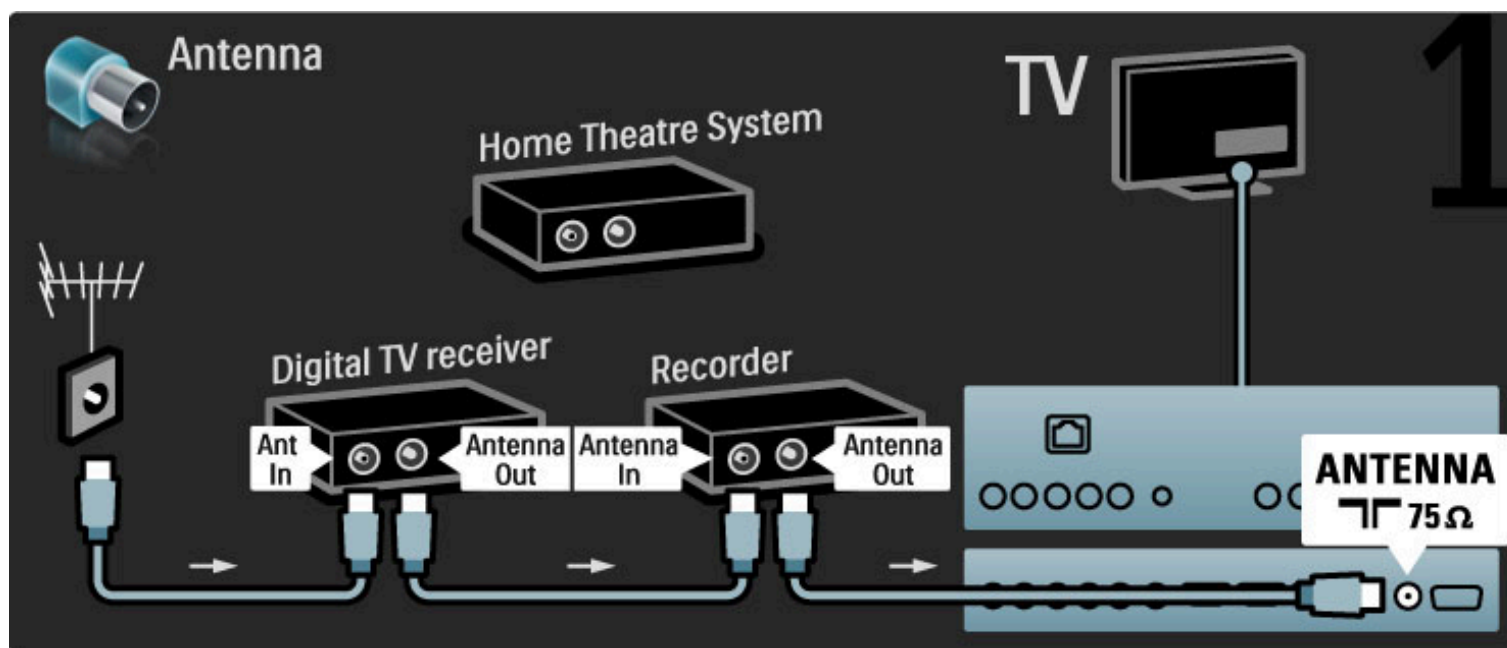 Antenna
TV
1
Home Theatre System
Digital TV receiver
Recorder
Ant
In
Antenna
Out
Antenna
In
Antenna
Out
ANTENNA
75 Ω